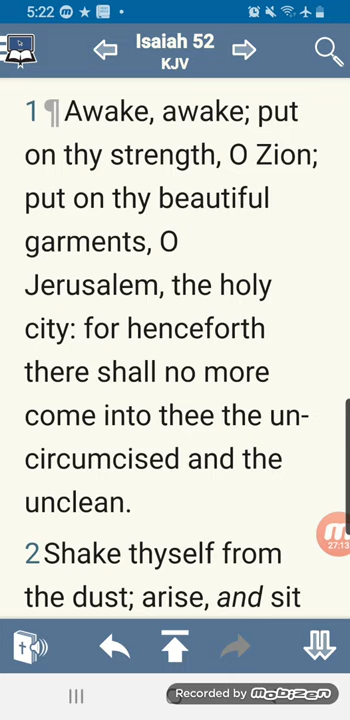 5:22
Isaiah 52
KJV
1 ¶ Awake, awake; put
on thy strength, O Zion;
put on thy beautiful
garments, O
Jerusalem, the holy
city: for henceforth
there shall no more
come into thee the un-
circumcised and the
unclean.
2 Shake thyself from
the dust; arise, and sit
27:13
Recorded by mobizen